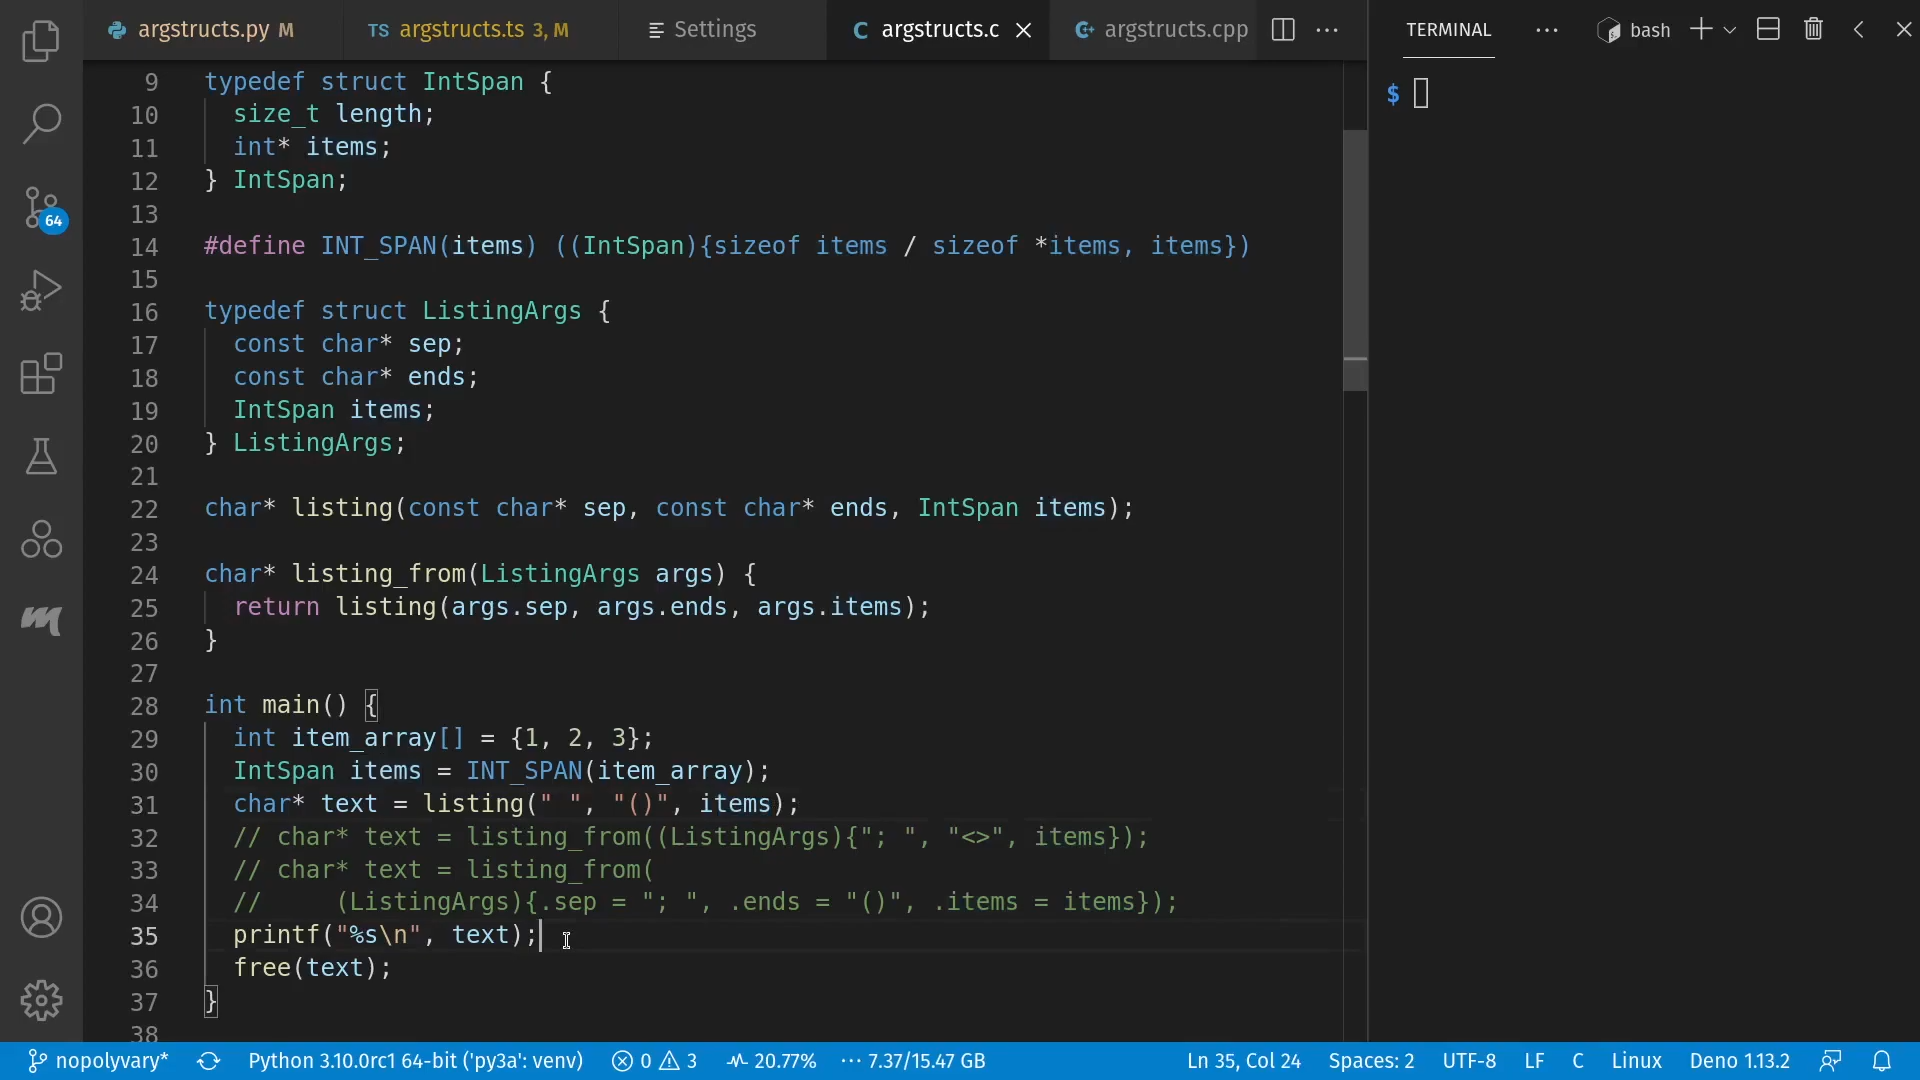 argstructs.py M
TS argstructs.ts 3, M
Settings
C argstructs.c
argstructs.cpp
TERMINAL
bash
64
9 typedef struct IntSpan {
10 size_t length;
11 int* items;
12 } IntSpan;
13
14 #define INT_SPAN(items) ((IntSpan){sizeof items / sizeof *items, items})
15
16 typedef struct ListingArgs {
17 const char* sep;
18 const char* ends;
19 IntSpan items;
20 } ListingArgs;
21
22 char* listing(const char* sep, const char* ends, IntSpan items);
23
24 char* listing_from(ListingArgs args) {
25 return listing(args.sep, args.ends, args.items);
26 }
27
28 int main() {
29 int item_array[] = {1, 2, 3};
30 IntSpan items = INT_SPAN(item_array);
31 char* text = listing(" ", "()", items);
32 // char* text = listing_from((ListingArgs){"; ", "<>", items});
33 // char* text = listing_from(
34 //     (ListingArgs){.sep = "; ", .ends = "()", .items = items});
35 printf("%s\n", text);
36 free(text);
37 }
38
$
nopolyvary*
Python 3.10.0rc1 64-bit ('py3a': venv)
0 3
20.77%
7.37/15.47 GB
Ln 35, Col 24
Spaces: 2
UTF-8
LF
C
Linux
Deno 1.13.2